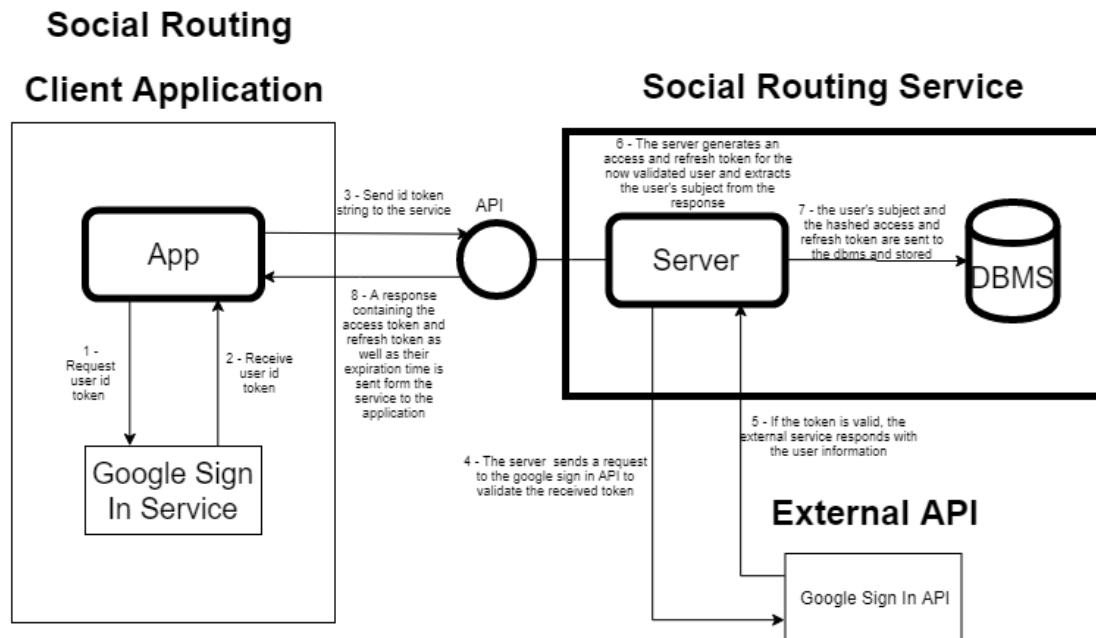 Social Routing
Client Application
Social Routing Service
6 - The server generates an
access and refresh token for the
now validated user and extracts
the user's subject from the
response
3 - Send id token
string to the service
API
7 - the user's subject and
the hashed access and
refresh token are sent to
the dbms and stored
App
Server
DBMS
8 - A response
containing the
access token and
refresh token as
well as their
expiration time is
sent form the
service to the
application
1 -
Request
user id
token
2 - Receive
user id
token
5 - If the token is valid, the
external service responds with
the user information
4 - The server  sends a request
to the google sign in API to
validate the received token
Google Sign
In Service
External API
Google Sign In API